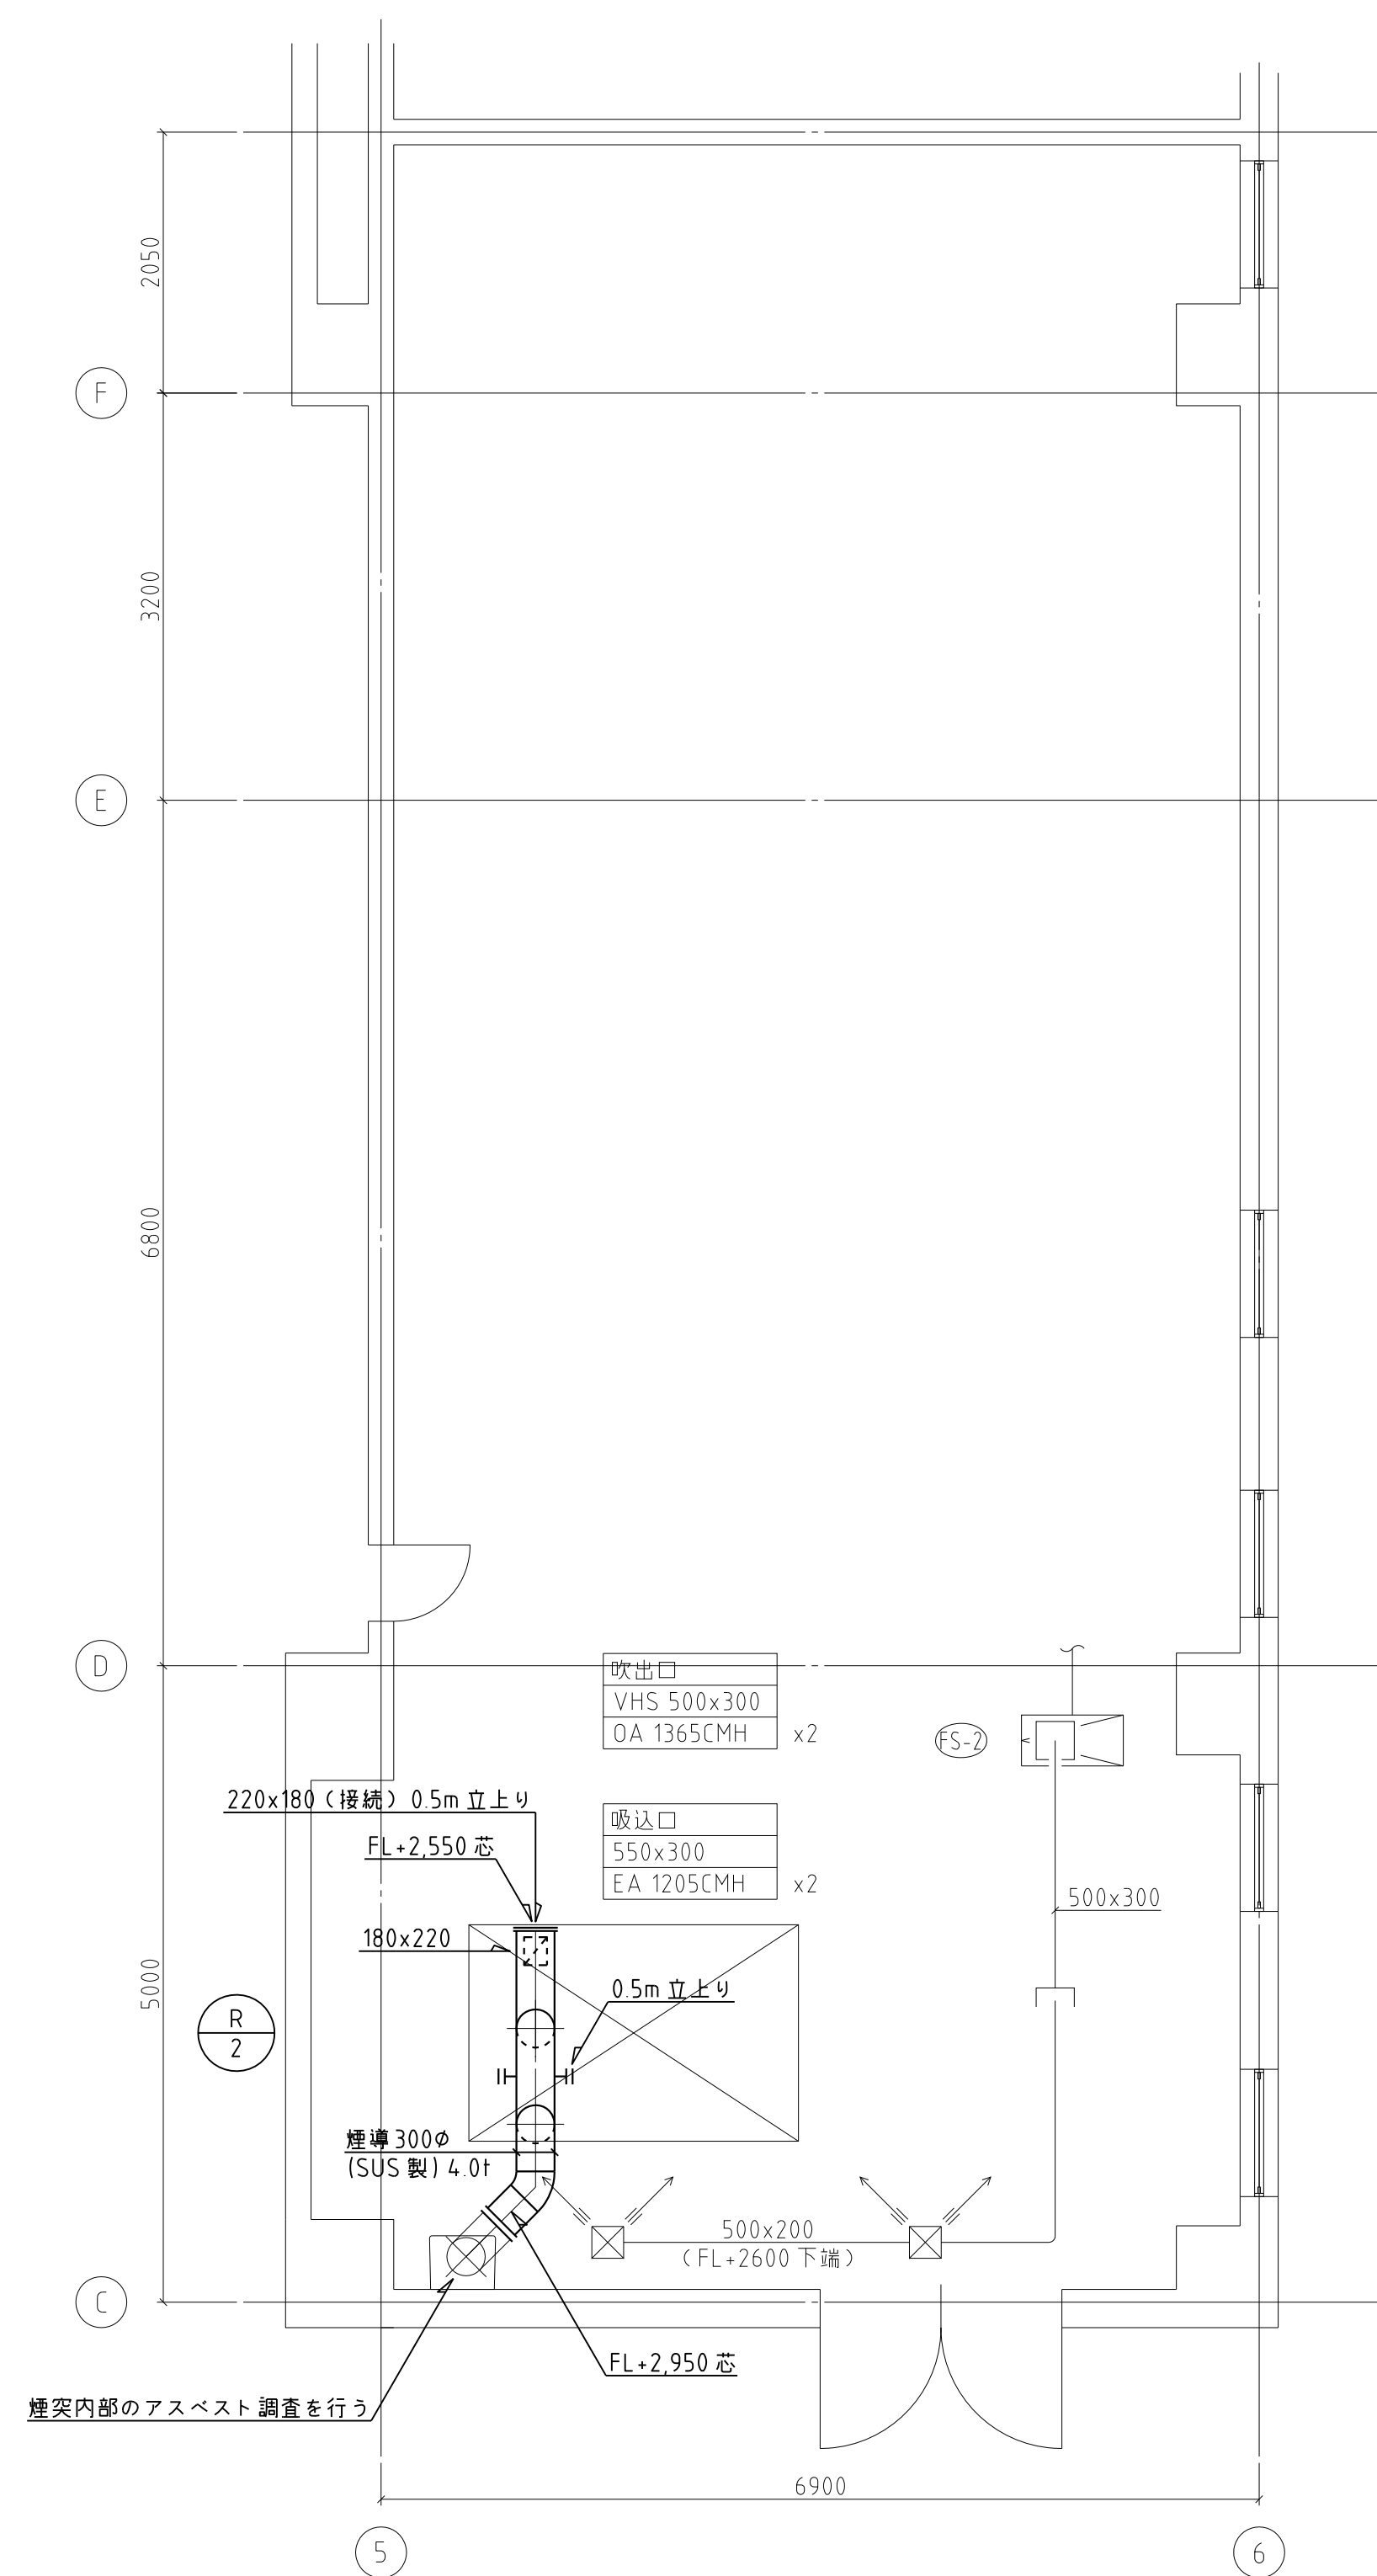 2050
F
3200
E
6800
D
吹出口
VHS 500x300
OA 1365CMH x2
FS-2
220x180（接続）0.5m 立上り
吸込口
550x300
EA 1205CMH x2
FL+2,550 芯
500x300
180x220
0.5m 立上り
5000
R
2
煙導 300φ
(SUS 製) 4.0t
500x200
（FL+2600 下端）
C
FL+2,950 芯
煙突内部のアスベスト調査を行う
6900
5
6